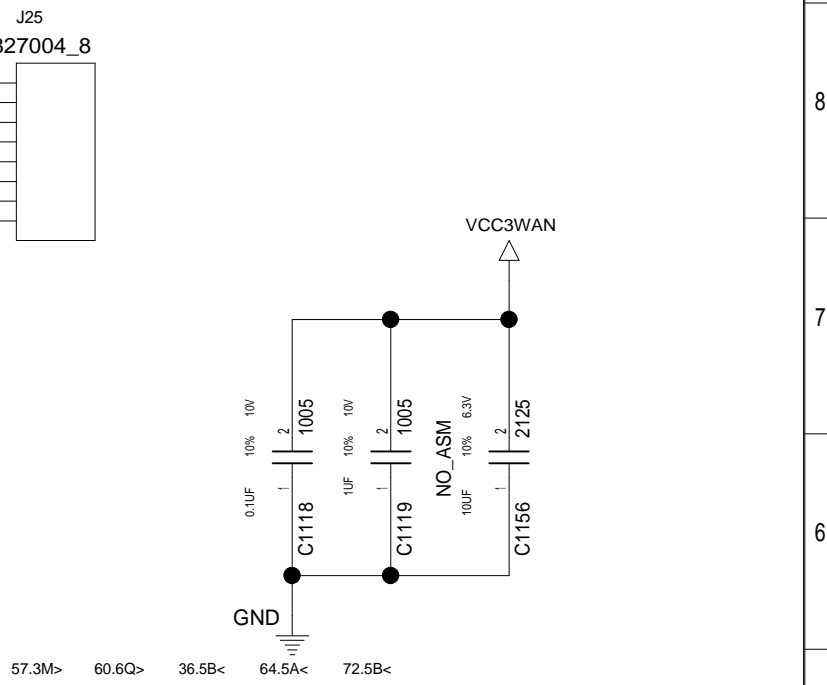 J25
327004_8
8
VCC3WAN
7
10V
10%
0.1UF
2
1
1005
C1118
10V
10%
1UF
2
1
1005
C1119
NO_ASM
6.3V
10%
10UF
2
1
2125
C1156
6
GND
57.3M> 60.6Q> 36.5B< 64.5A< 72.5B<